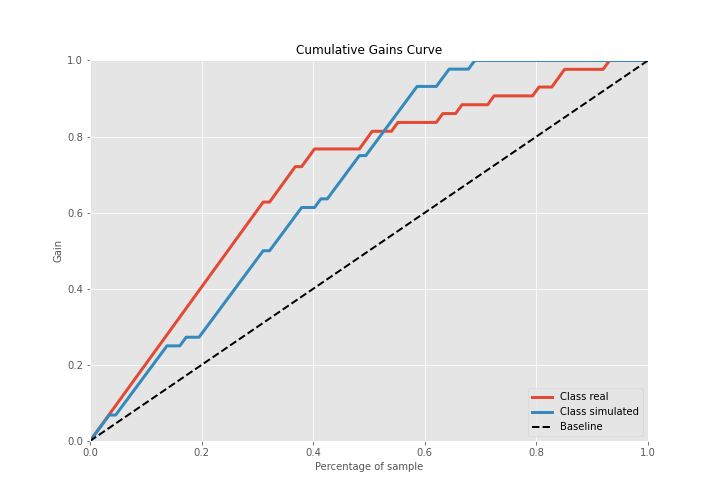 Cumulative Gains Curve
1.0
0.8
0.6
0.4
0.2
0.0
Gain
0.0 0.2 0.4 0.6 0.8 1.0
Percentage of sample
Class real
Class simulated
Baseline